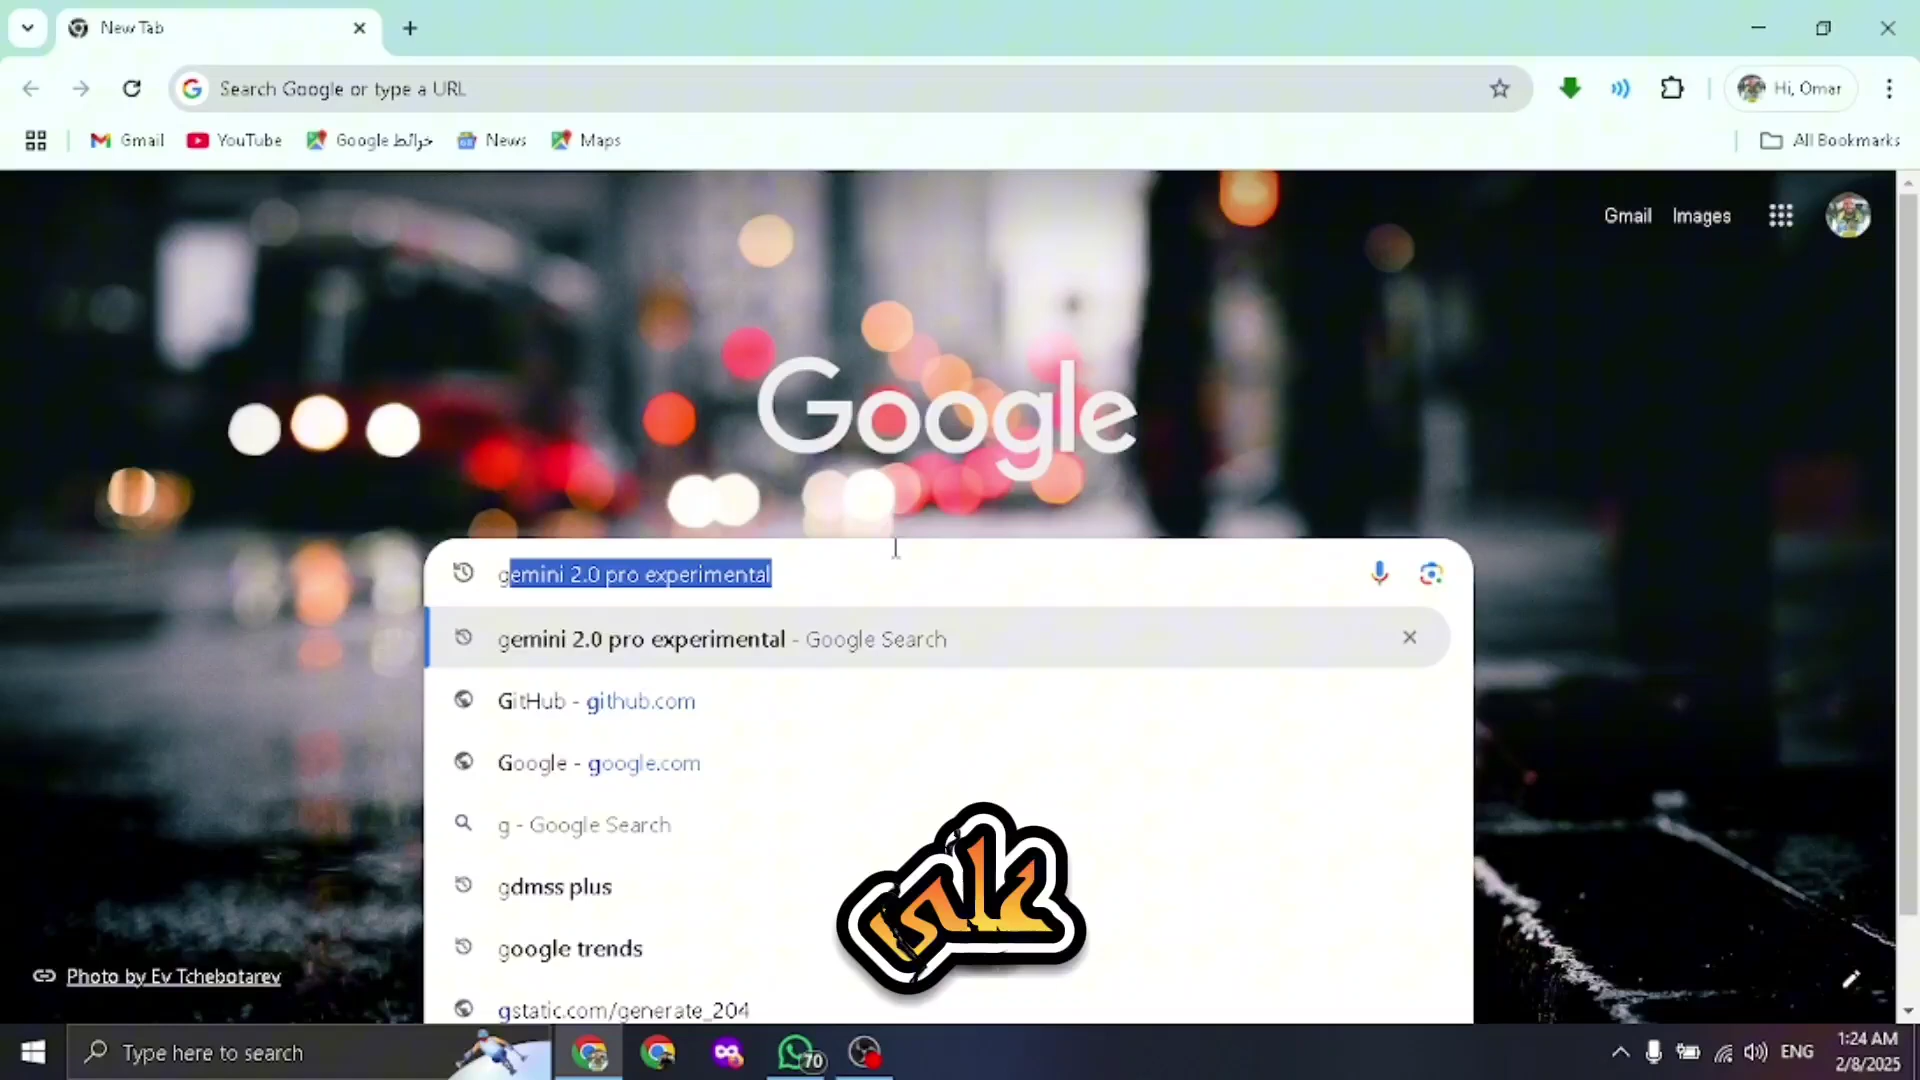 New Tab
Search Google or type a URL
Hi, Omar
Gmail
YouTube
خرائط Google
News
Maps
All Bookmarks
Gmail
Images
Google
gemini 2.0 pro experimental
gemini 2.0 pro experimental - Google Search
GitHub - github.com
Google - google.com
g - Google Search
gdmss plus
google trends
gstatic.com/generate_204
على
Photo by Ev Tchebotarev
Type here to search
70
ENG
1:24 AM
2/8/2025